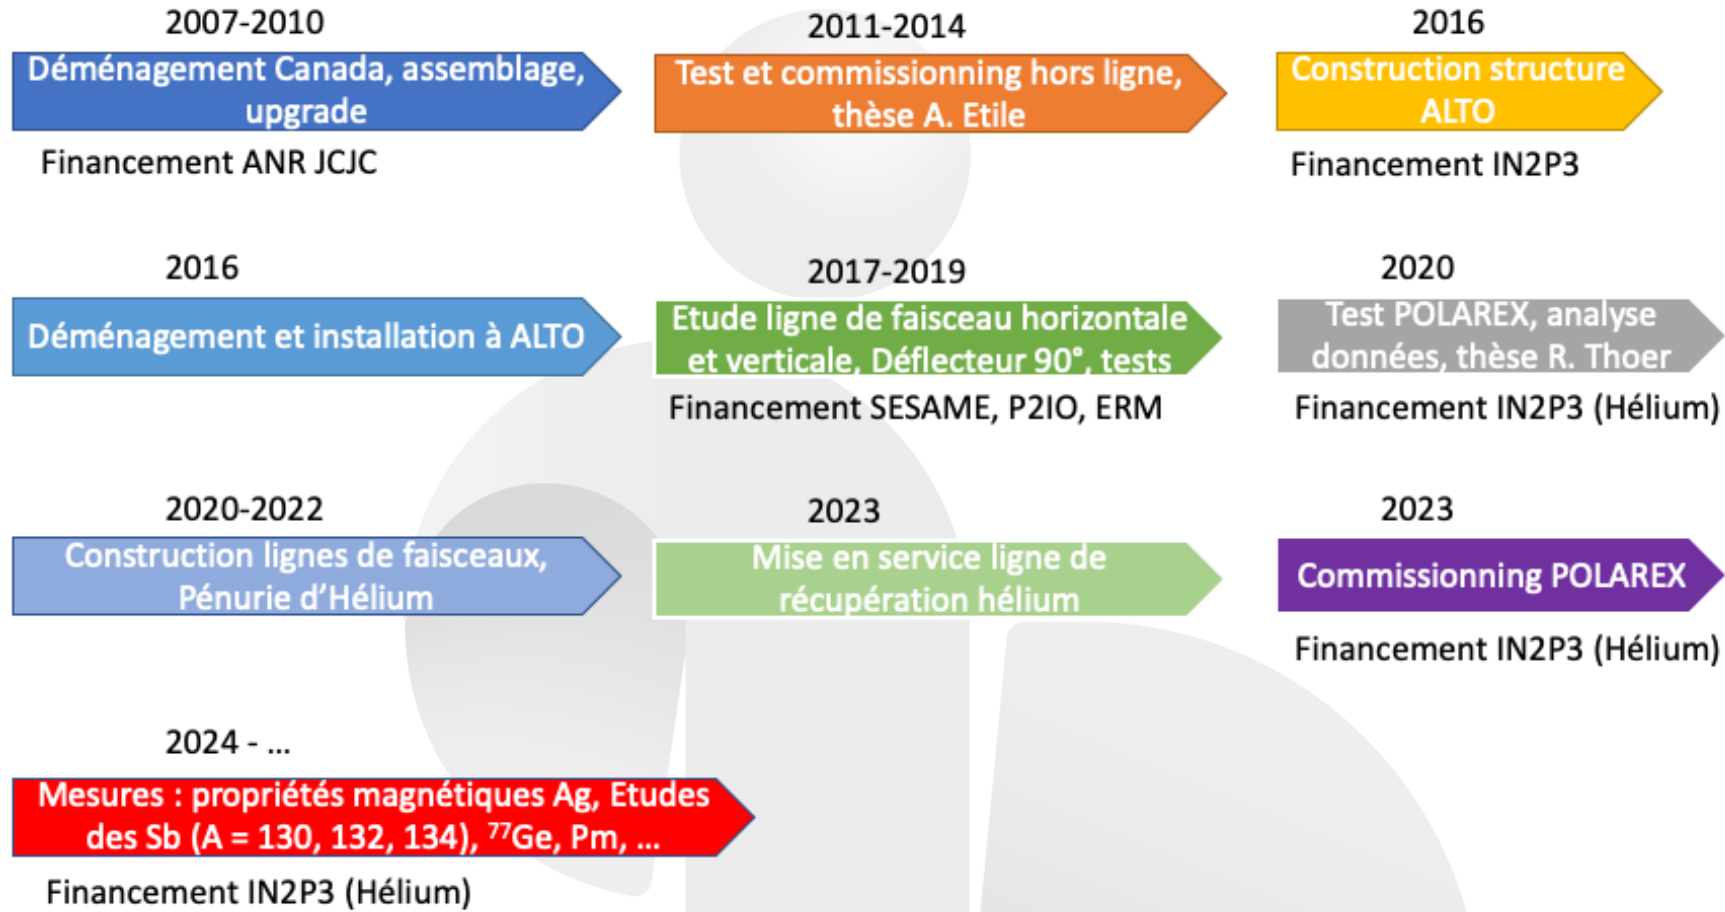 2007-2010
Déménagement Canada, assemblage,
upgrade
Financement ANR JCJC
2011-2014
Test et commissionning hors ligne,
thèse A. Etile
2016
Construction structure
ALTO
Financement IN2P3
2016
Déménagement et installation à ALTO
2017-2019
Etude ligne de faisceau horizontale
et verticale, Déflecteur 90°, tests
Financement SESAME, P2IO, ERM
2020
Test POLAREX, analyse
données, thèse R. Thoer
Financement IN2P3 (Hélium)
2020-2022
Construction lignes de faisceaux,
Pénurie d’Hélium
2023
Mise en service ligne de
récupération hélium
2023
Commissionning POLAREX
Financement IN2P3 (Hélium)
2024 - ...
Mesures : propriétés magnétiques Ag, Etudes
des Sb (A = 130, 132, 134), ⁷⁷Ge, Pm, ...
Financement IN2P3 (Hélium)